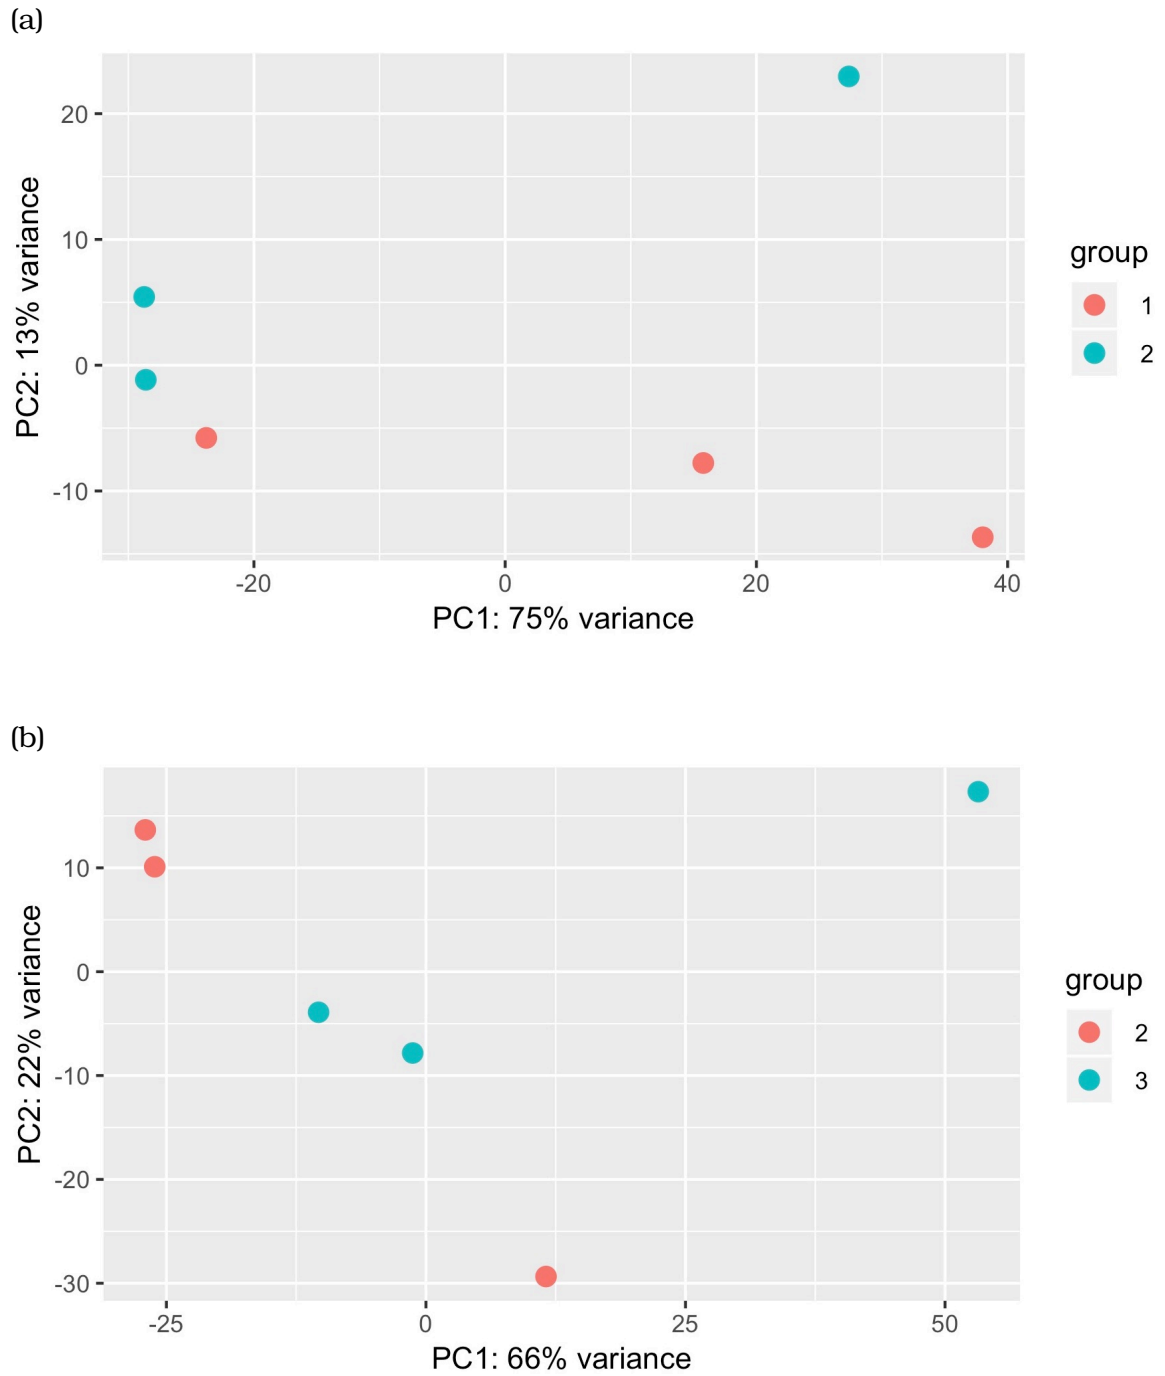 (a)
20
10
0
-10
PC2: 13% variance
-20 0 20 40
PC1: 75% variance
group
1
2
(b)
10
0
-10
-20
-30
PC2: 22% variance
-25 0 25 50
PC1: 66% variance
group
2
3